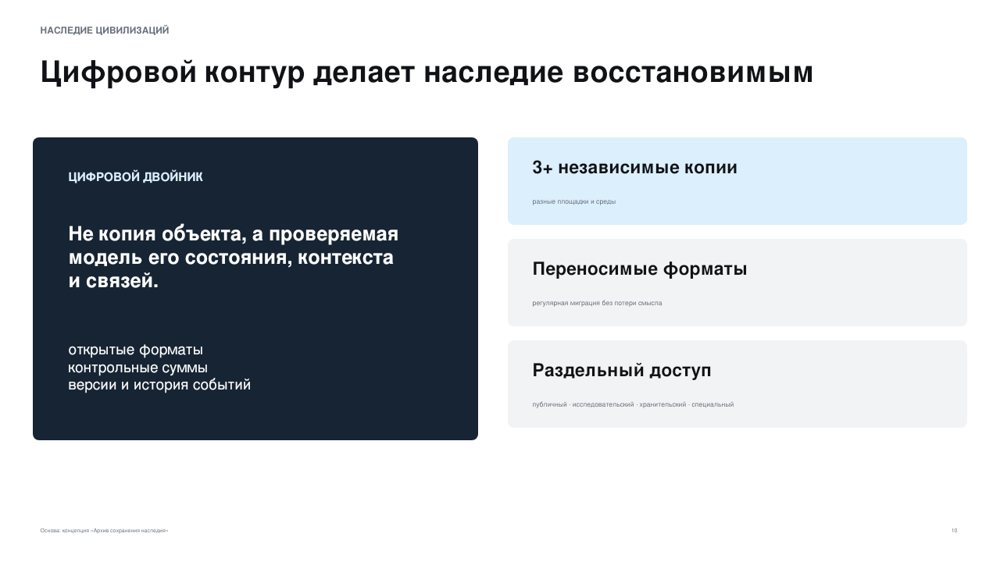 НАСЛЕДИЕ ЦИВИЛИЗАЦИЙ
Цифровой контур делает наследие восстановимым
ЦИФРОВОЙ ДВОЙНИК
Не копия объекта, а проверяемая
модель его состояния, контекста
и связей.
открытые форматы
контрольные суммы
версии и история событий
3+ независимые копии
разные площадки и среды
Переносимые форматы
регулярная миграция без потери смысла
Раздельный доступ
публичный · исследовательский · хранительский · специальный
Основа: концепция «Архив сохранения наследия»
10